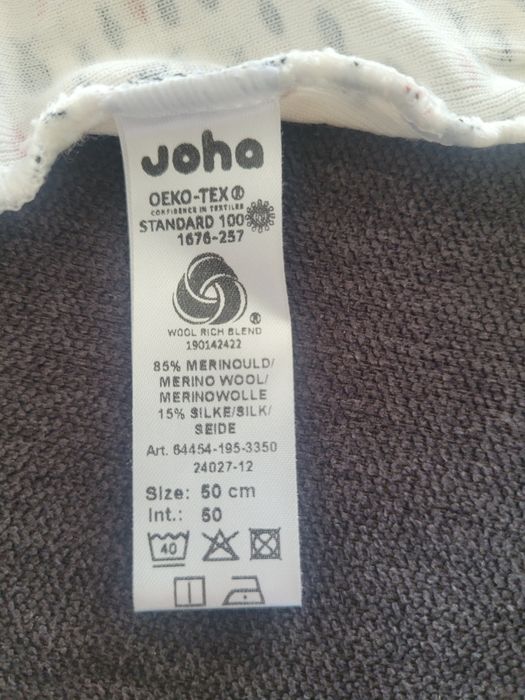 Joha
OEKO-TEX®
CONFIDENCE IN TEXTILES
STANDARD 100
1676-257
®
WOOL RICH BLEND
190142422
85% MERINOULD/
MERINO WOOL/
MERINOWOLLE
15% SILKE/SILK/
SEIDE
Art. 64454-195-3350
24027-12
Size: 50 cm
Int.: 50
40